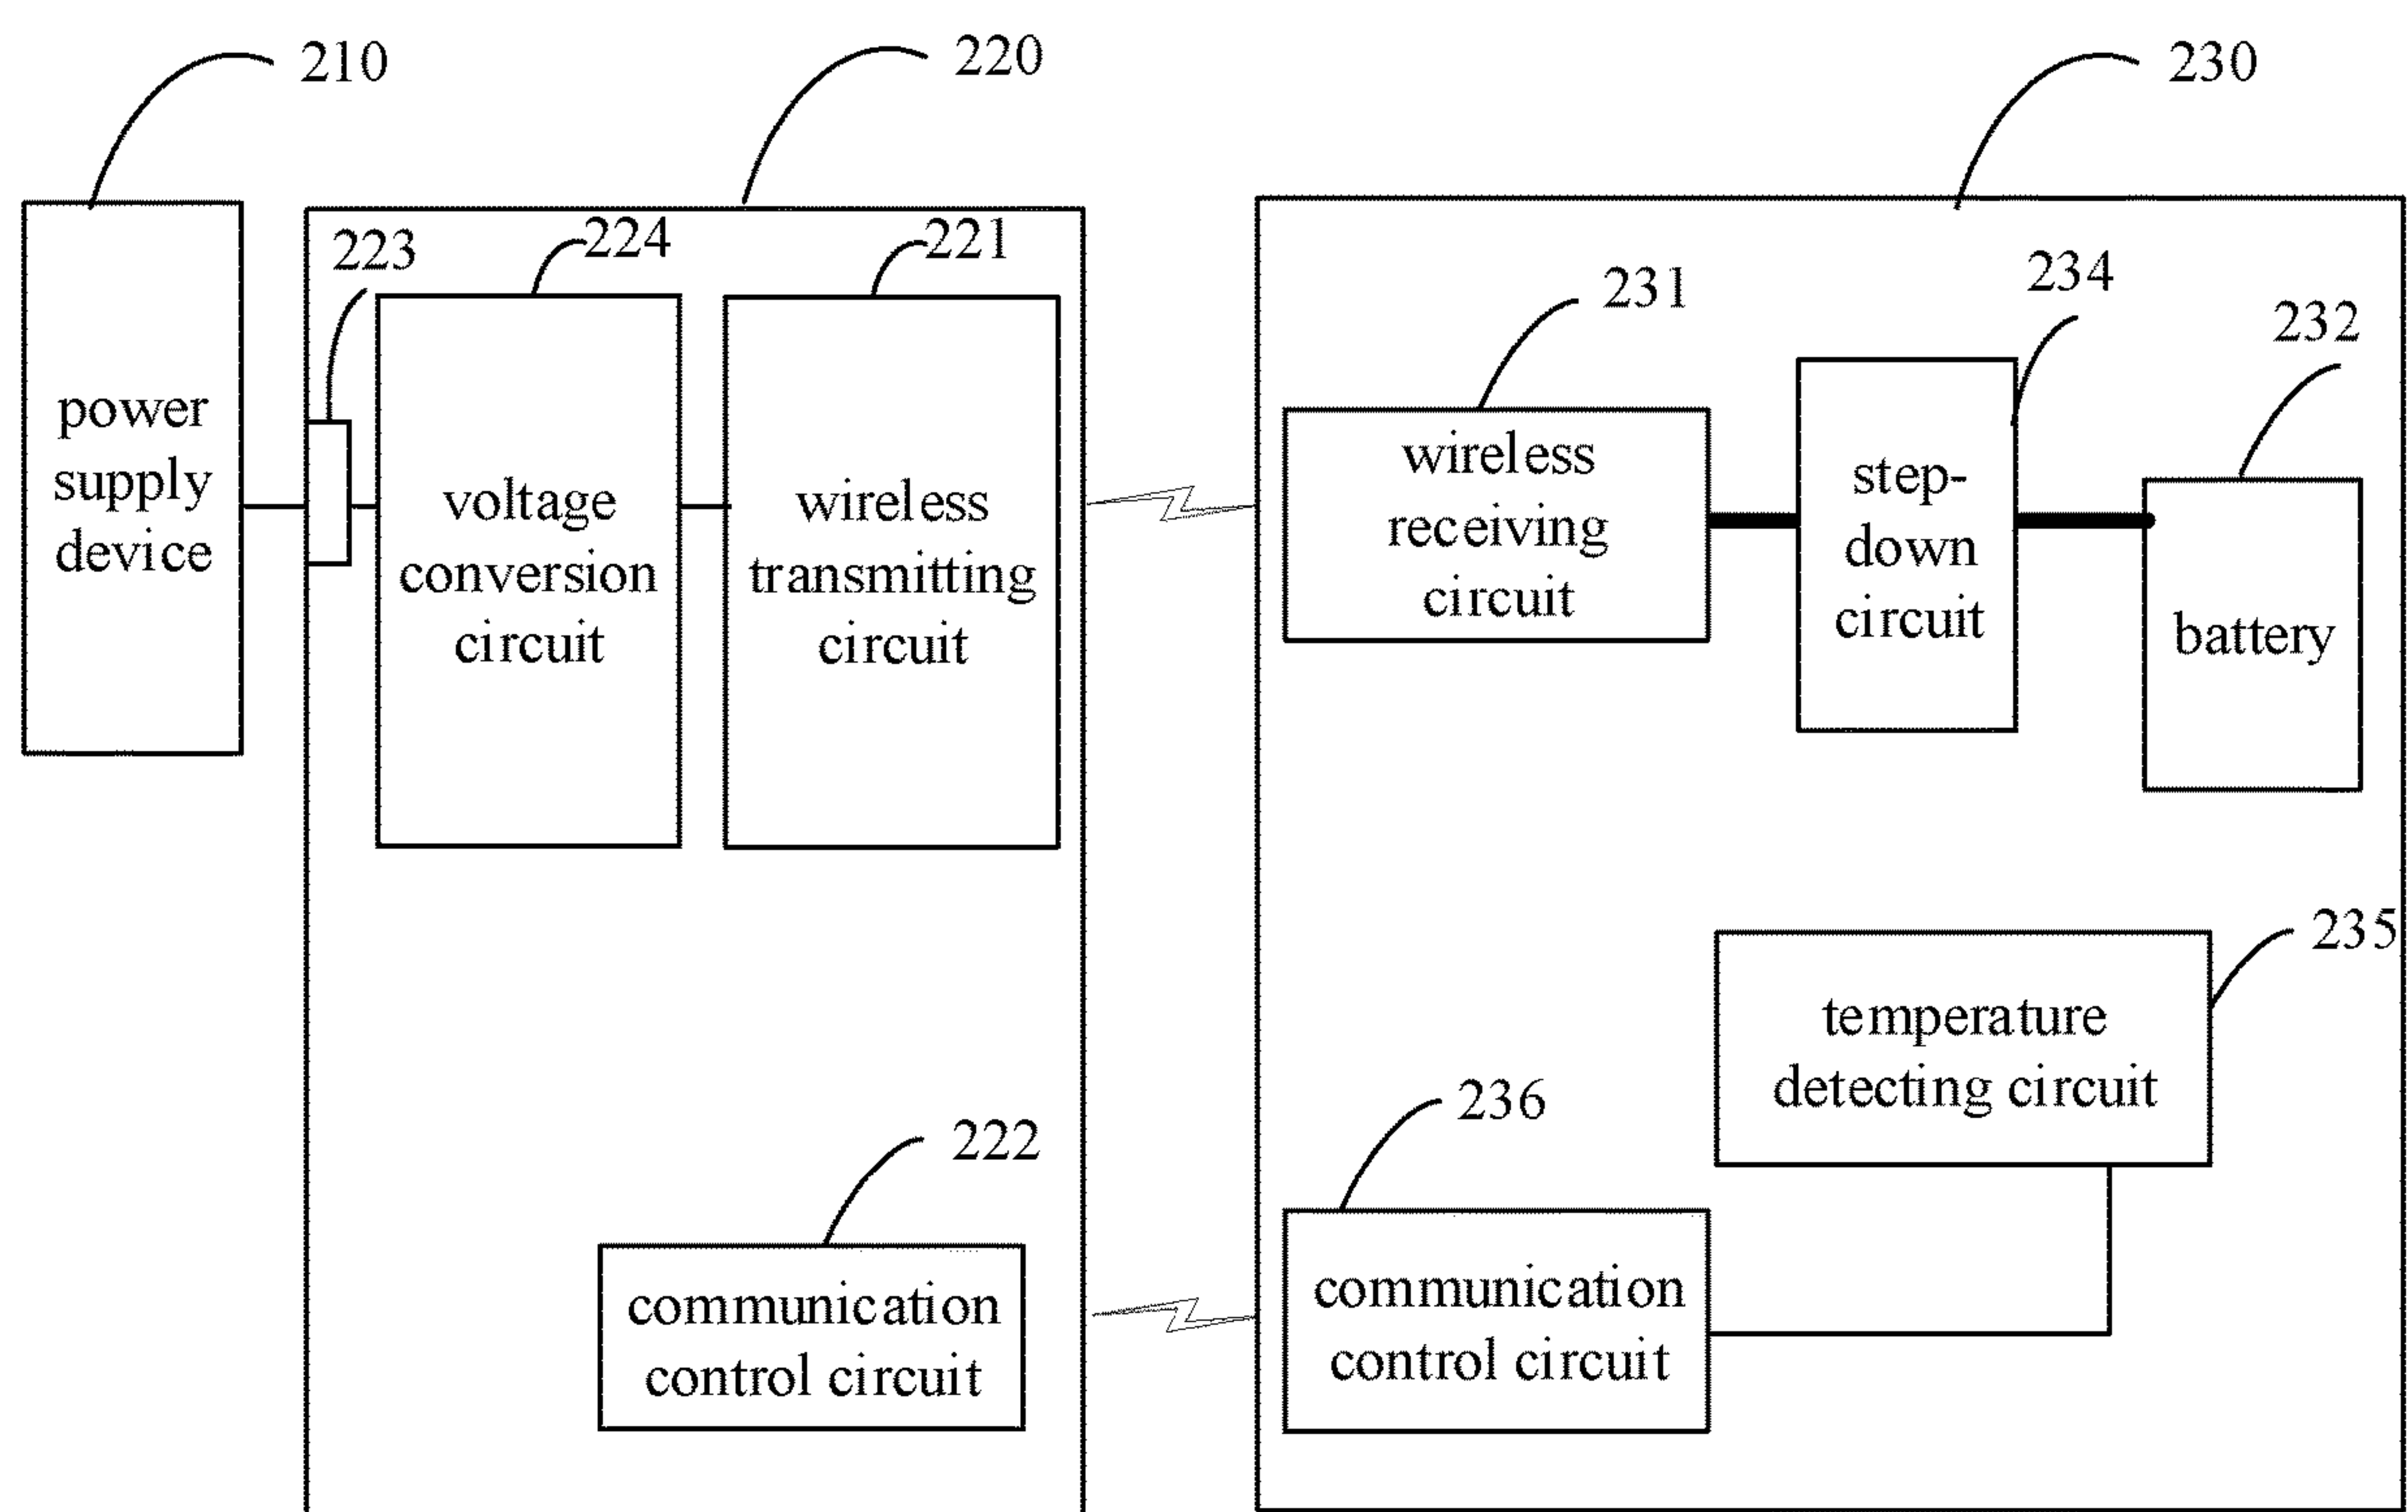 210
220
230
223
224
221
231
234
232
power
supply
device
voltage
conversion
circuit
wireless
transmitting
circuit
wireless
receiving
circuit
step-
down
circuit
battery
235
temperature
detecting circuit
222
communication
control circuit
236
communication
control circuit